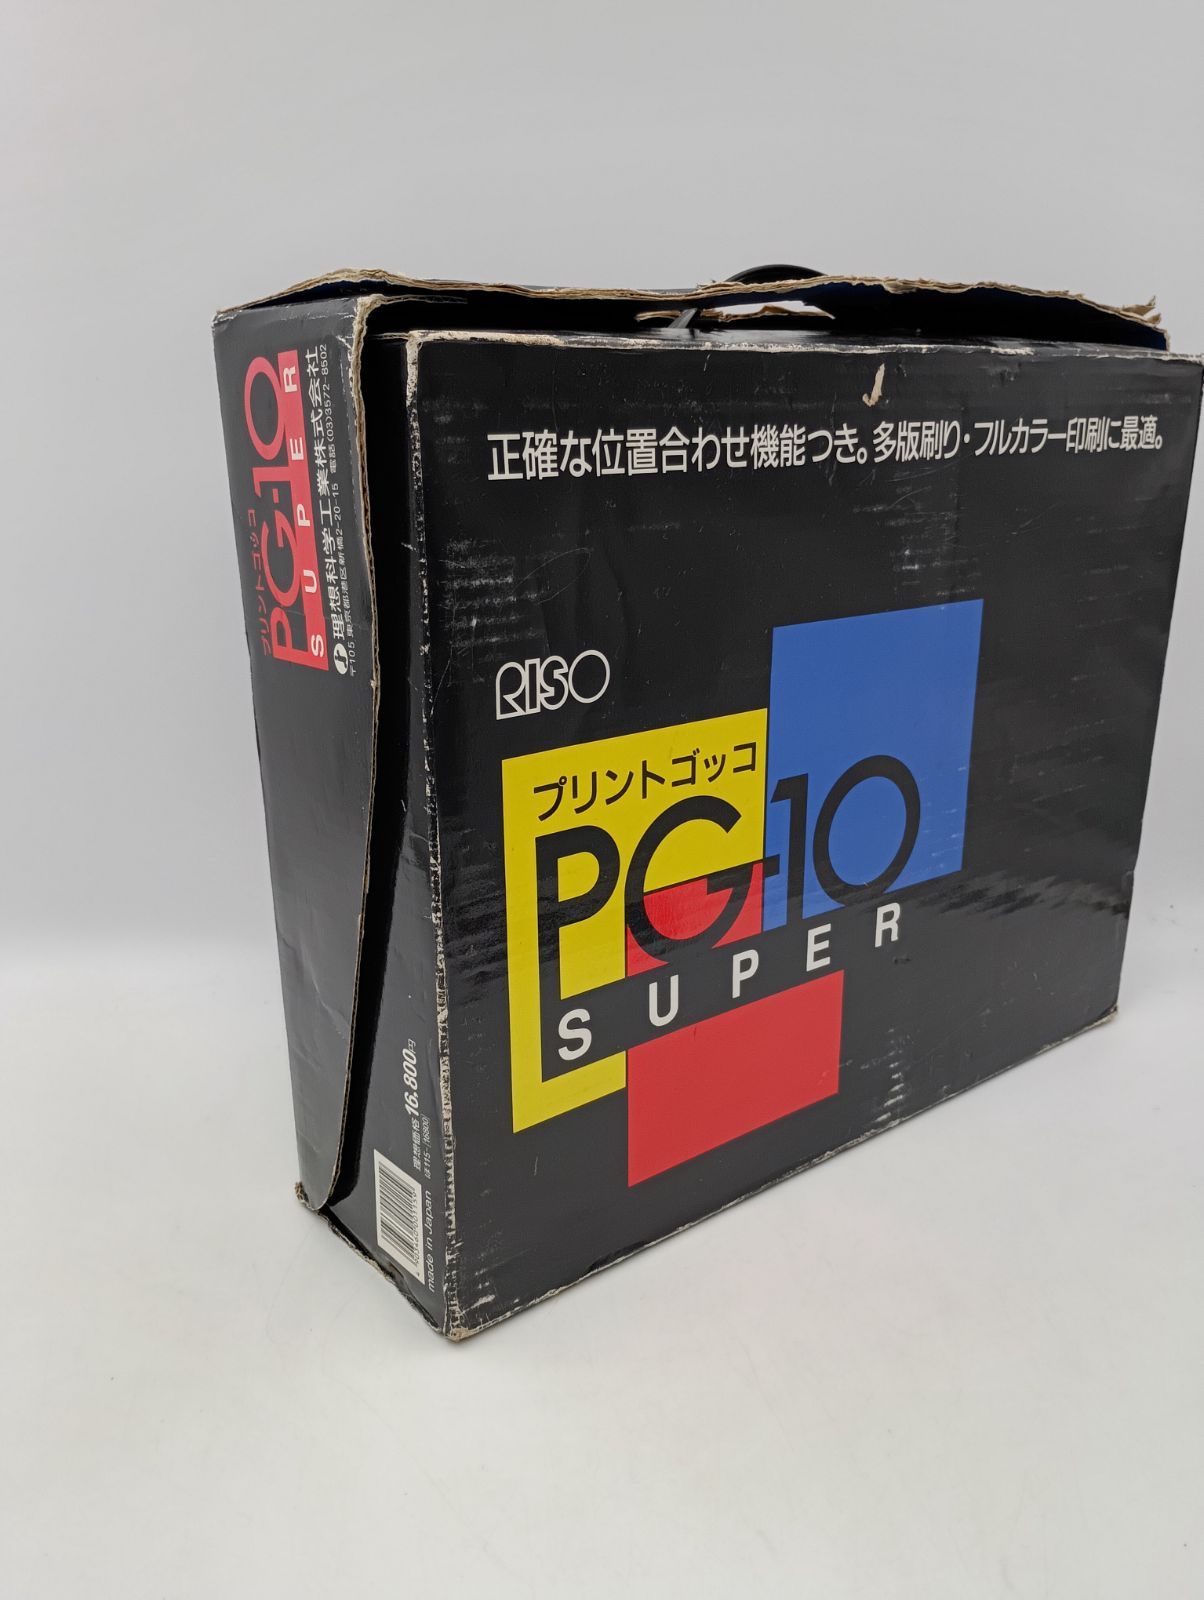 正確な位置合わせ機能つき。多版刷り・フルカラー印刷に最適。
RISO
プリントゴッコ
PG-10
SUPER
プリントゴッコ
PG-10
SUPER
理想科学工業株式会社
〒105 東京都港区新橋2-20-15 電話(03)3572-8502
理想価格 16,800円
made in Japan